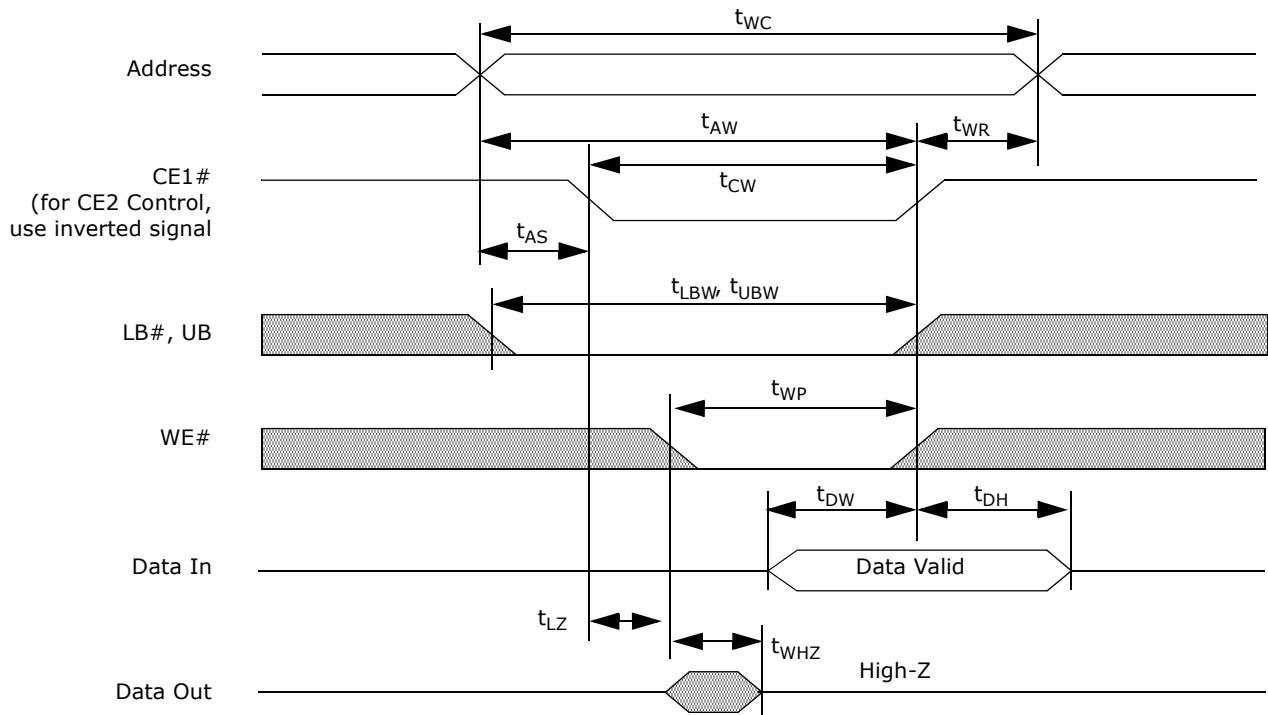 tWC
Address
tAW
tWR
CE1#
(for CE2 Control,
use inverted signal
tCW
tAS
tLBW, tUBW
LB#, UB
tWP
WE#
tDW
tDH
Data In
Data Valid
tLZ
tWHZ
High-Z
Data Out